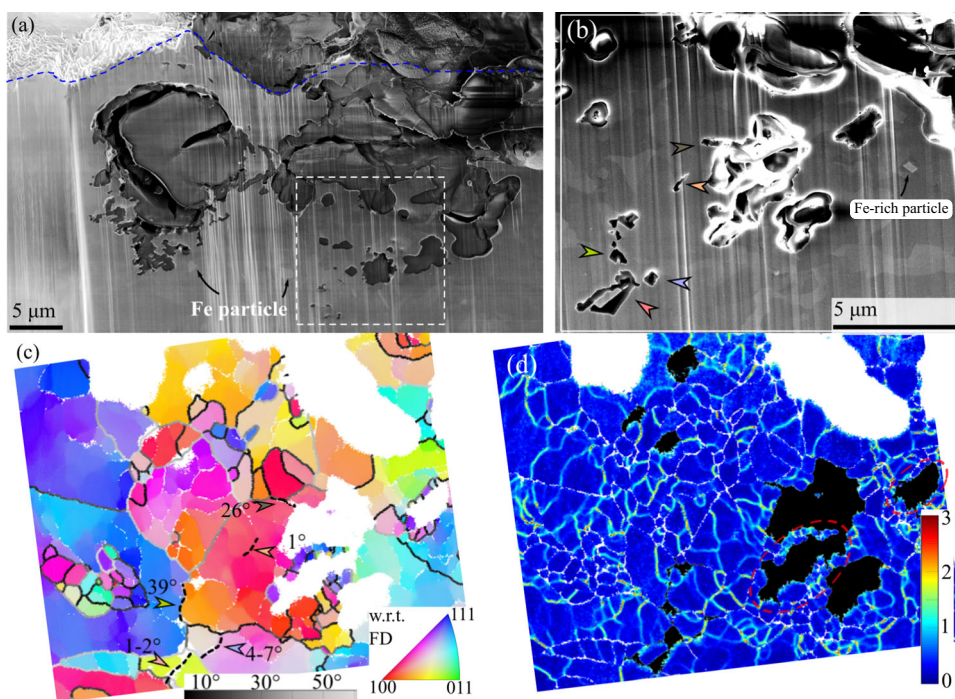 (a)
Fe particle
5 μm
(b)
Fe-rich particle
5 μm
(c)
26°
1°
39°
1-2°
4-7°
w.r.t.
FD
111
100
011
10°
30°
50°
(d)
3
2
1
0